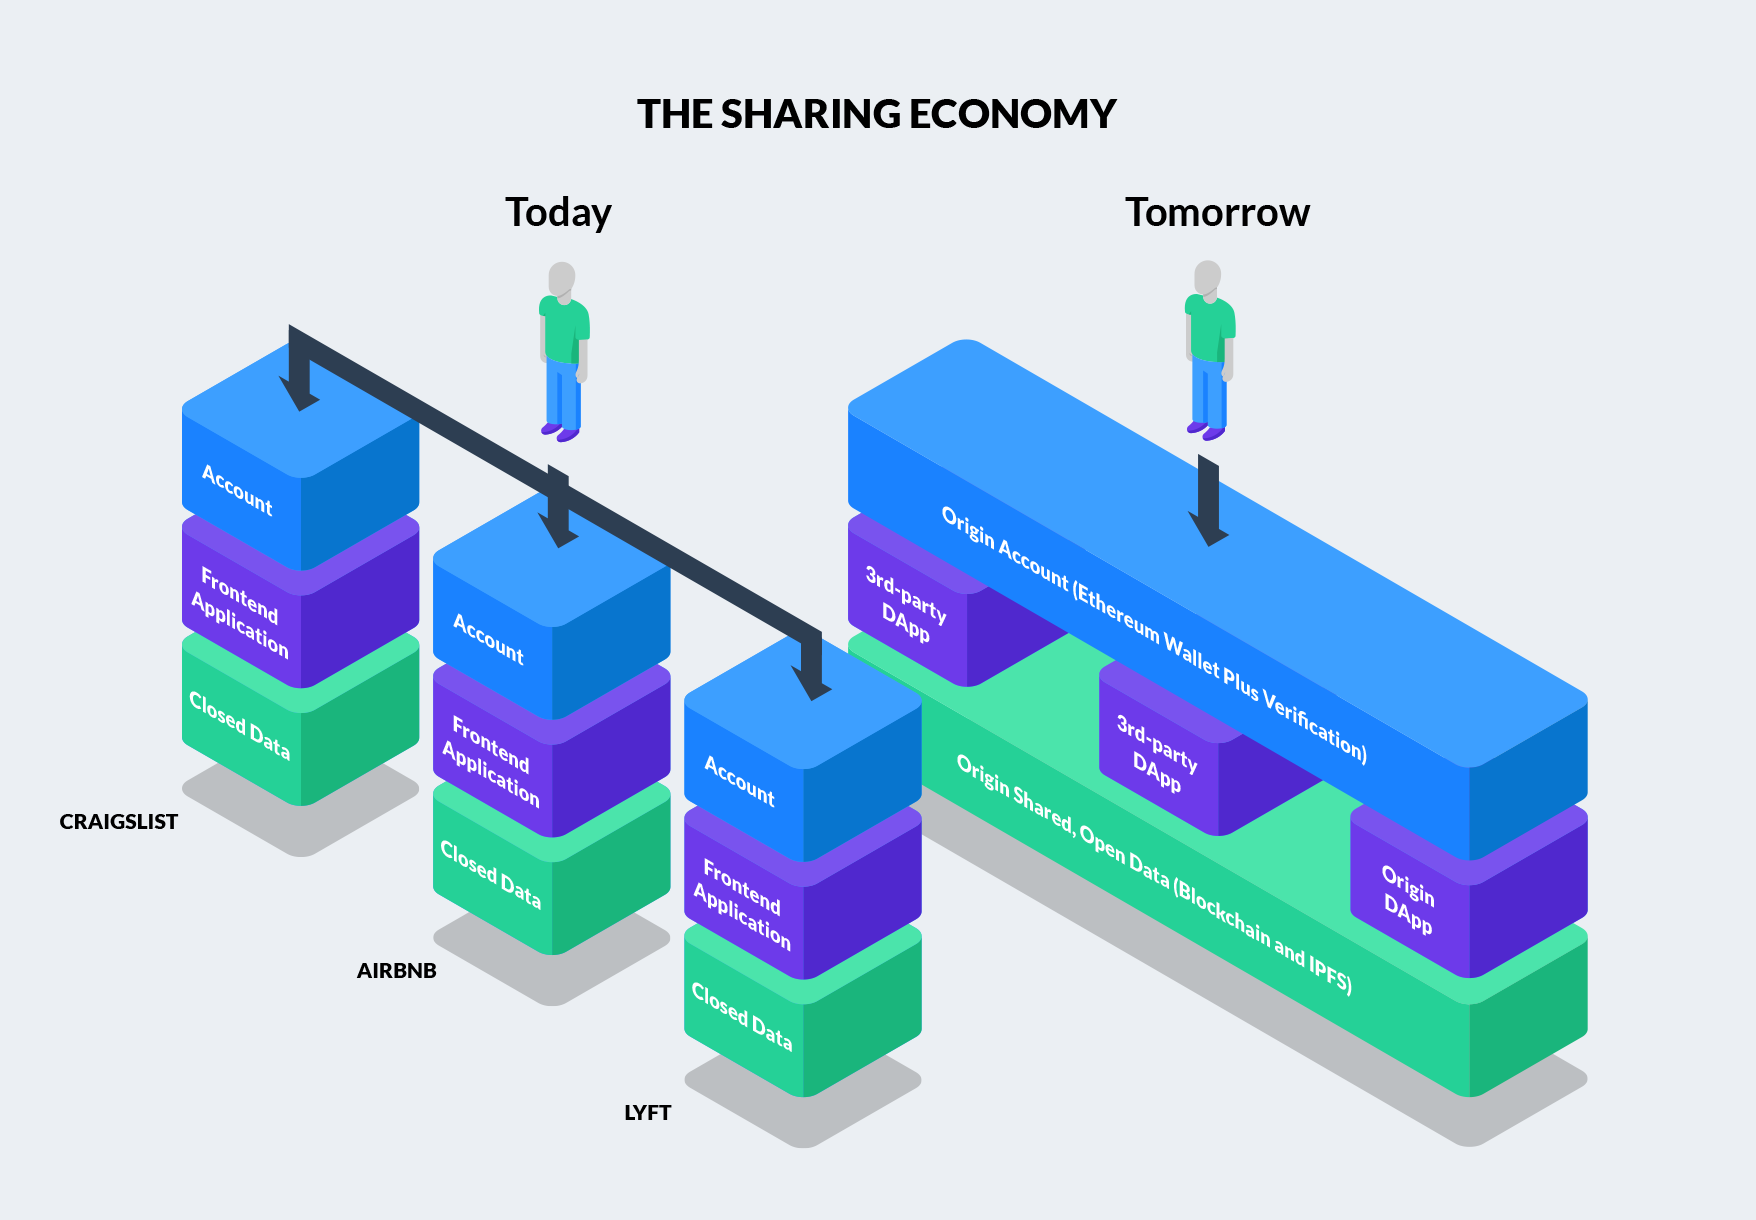 THE SHARING ECONOMY
Today
Tomorrow
Account
Frontend
Application
Closed Data
CRAIGSLIST
Account
Frontend
Application
Closed Data
AIRBNB
Account
Frontend
Application
Closed Data
LYFT
Origin Account (Ethereum Wallet Plus Verification)
3rd-party
DApp
3rd-party
DApp
Origin
DApp
Origin Shared, Open Data (Blockchain and IPFS)